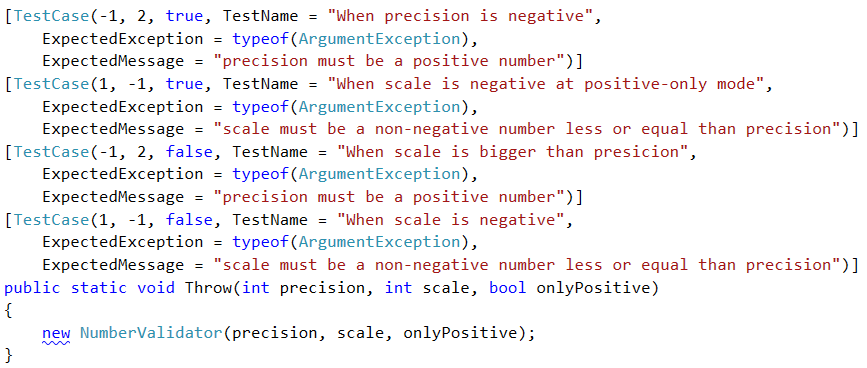 [TestCase(-1, 2, true, TestName = "When precision is negative",
    ExpectedException = typeof(ArgumentException),
    ExpectedMessage = "precision must be a positive number")]
[TestCase(1, -1, true, TestName = "When scale is negative at positive-only mode",
    ExpectedException = typeof(ArgumentException),
    ExpectedMessage = "scale must be a non-negative number less or equal than precision")]
[TestCase(-1, 2, false, TestName = "When scale is bigger than presicion",
    ExpectedException = typeof(ArgumentException),
    ExpectedMessage = "precision must be a positive number")]
[TestCase(1, -1, false, TestName = "When scale is negative",
    ExpectedException = typeof(ArgumentException),
    ExpectedMessage = "scale must be a non-negative number less or equal than precision")]
public static void Throw(int precision, int scale, bool onlyPositive)
{
    new NumberValidator(precision, scale, onlyPositive);
}